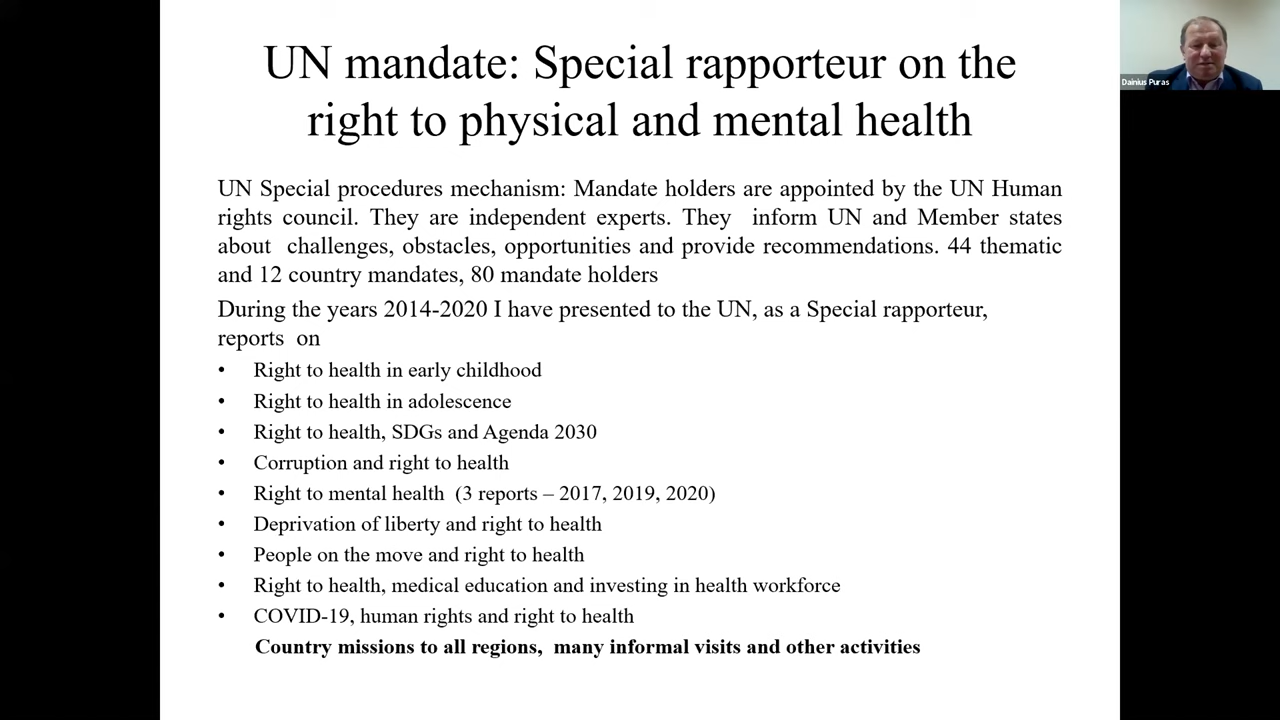 UN mandate: Special rapporteur on the
right to physical and mental health
Dainius Puras
UN Special procedures mechanism: Mandate holders are appointed by the UN Human
rights council. They are independent experts. They  inform UN and Member states
about  challenges, obstacles, opportunities and provide recommendations. 44 thematic
and 12 country mandates, 80 mandate holders
During the years 2014-2020 I have presented to the UN, as a Special rapporteur,
reports  on
• Right to health in early childhood
• Right to health in adolescence
• Right to health, SDGs and Agenda 2030
• Corruption and right to health
• Right to mental health  (3 reports – 2017, 2019, 2020)
• Deprivation of liberty and right to health
• People on the move and right to health
• Right to health, medical education and investing in health workforce
• COVID-19, human rights and right to health
Country missions to all regions,  many informal visits and other activities